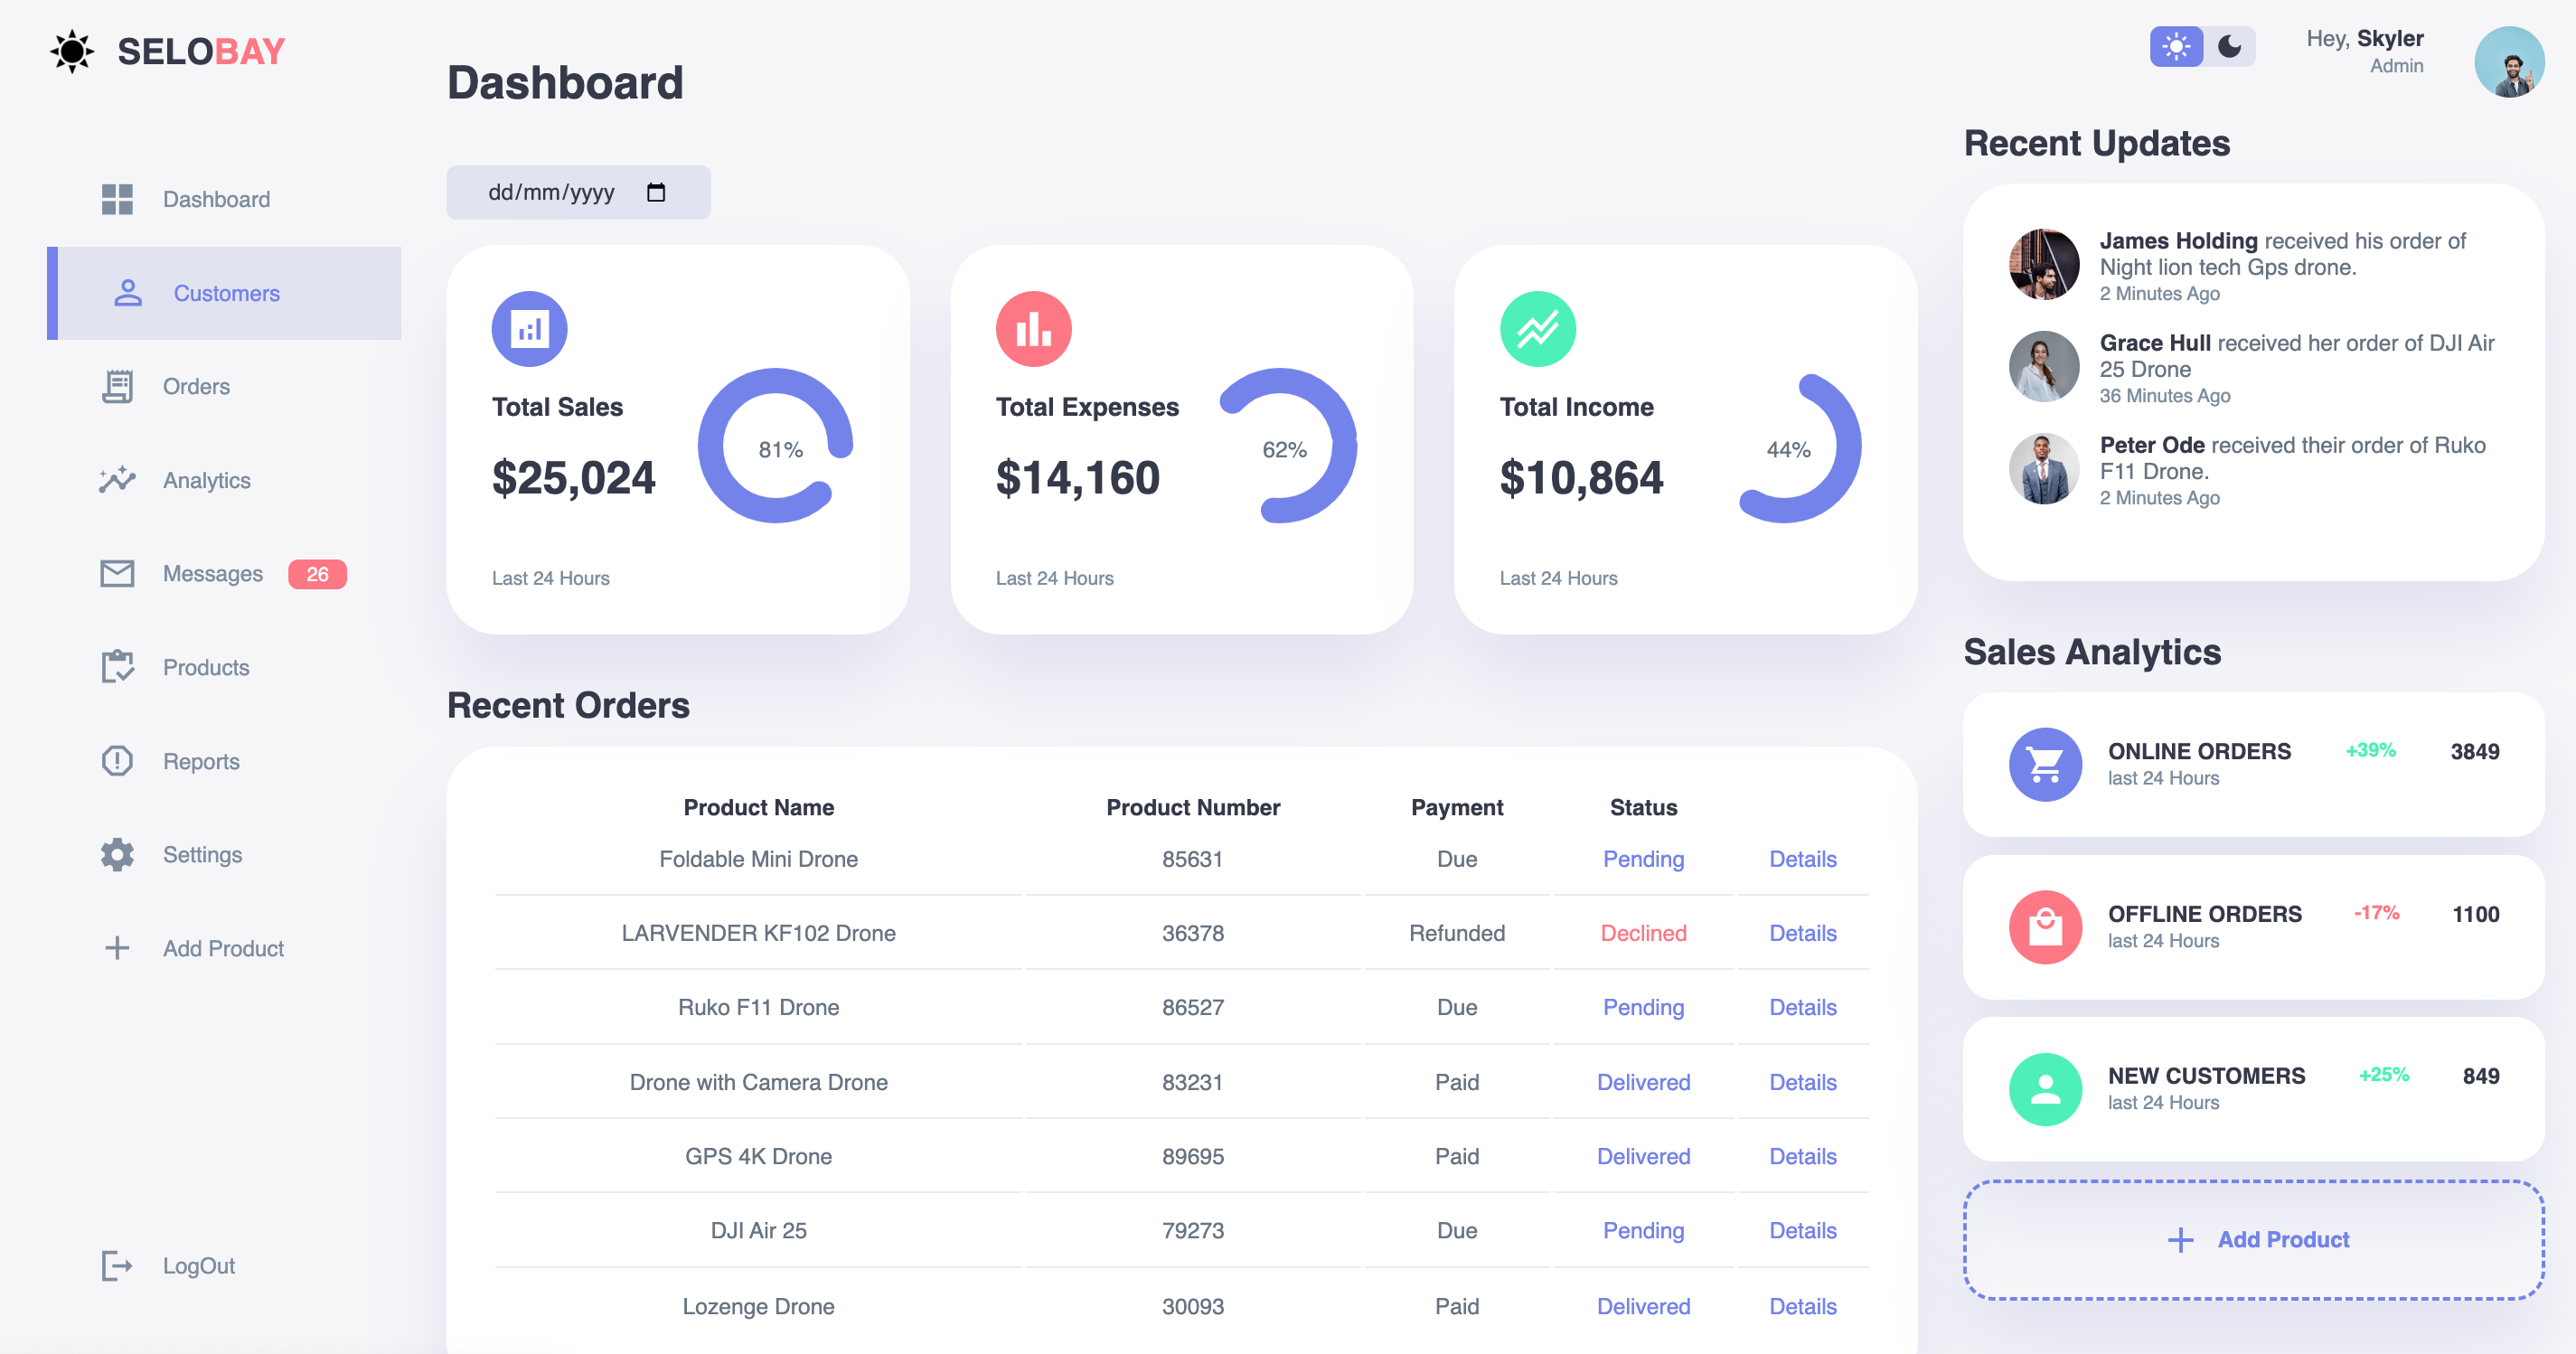 SELOBAY
Dashboard
Customers
Orders
Analytics
Messages 26
Products
Reports
Settings
Add Product
LogOut
Dashboard
dd/mm/yyyy
Total Sales
$25,024
81%
Last 24 Hours
Total Expenses
$14,160
62%
Last 24 Hours
Total Income
$10,864
44%
Last 24 Hours
Recent Orders
Product Name Product Number Payment Status
Foldable Mini Drone 85631 Due Pending Details
LARVENDER KF102 Drone 36378 Refunded Declined Details
Ruko F11 Drone 86527 Due Pending Details
Drone with Camera Drone 83231 Paid Delivered Details
GPS 4K Drone 89695 Paid Delivered Details
DJI Air 25 79273 Due Pending Details
Lozenge Drone 30093 Paid Delivered Details
Hey, Skyler
Admin
Recent Updates
James Holding received his order of
Night lion tech Gps drone.
2 Minutes Ago
Grace Hull received her order of DJI Air
25 Drone
36 Minutes Ago
Peter Ode received their order of Ruko
F11 Drone.
2 Minutes Ago
Sales Analytics
ONLINE ORDERS +39% 3849
last 24 Hours
OFFLINE ORDERS -17% 1100
last 24 Hours
NEW CUSTOMERS +25% 849
last 24 Hours
Add Product